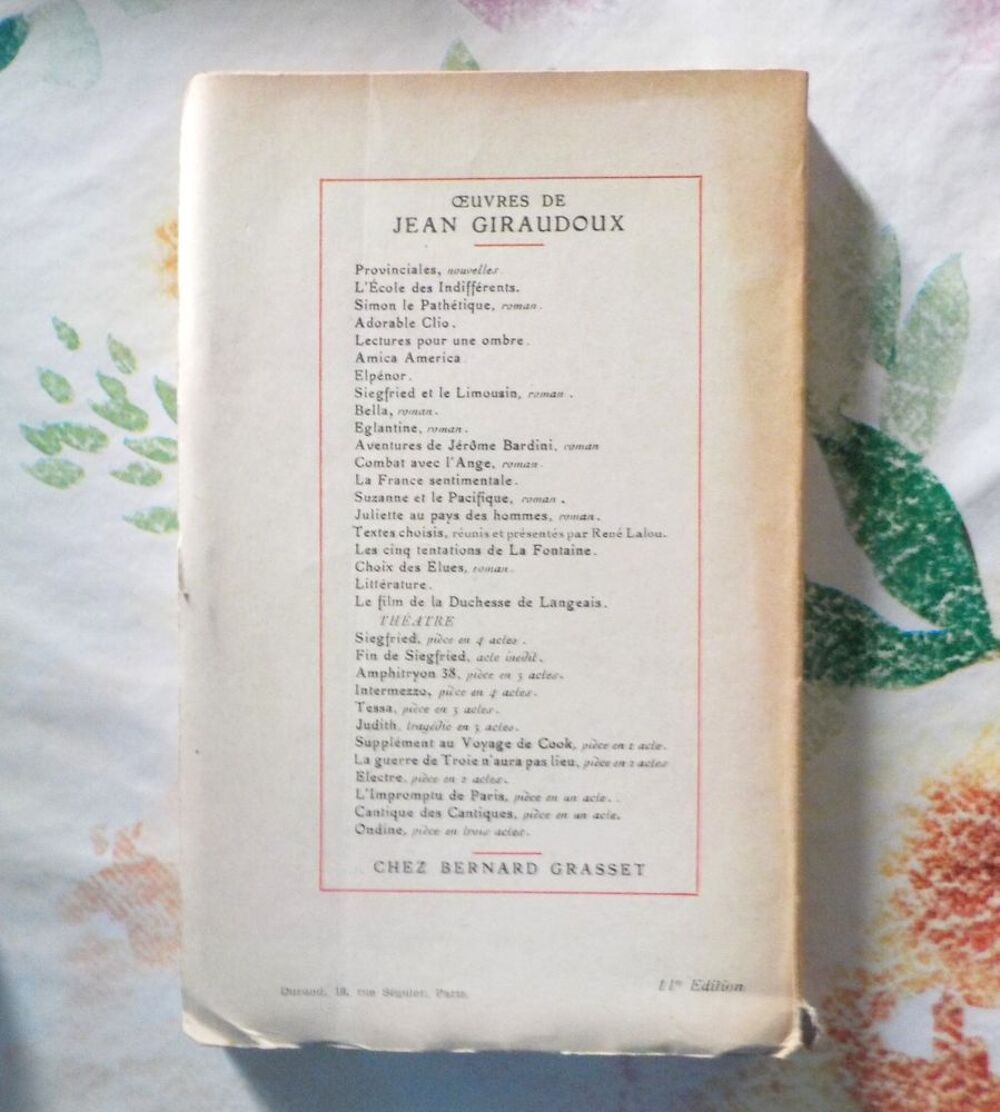 ŒUVRES DE
JEAN GIRAUDOUX
Provinciales, nouvelles.
L'École des Indifférents.
Simon le Pathétique, roman.
Adorable Clio.
Lectures pour une ombre.
Amica America
Elpénor.
Siegfried et le Limousin, roman.
Bella, roman.
Eglantine, roman.
Aventures de Jérôme Bardini, roman
Combat avec l'Ange, roman.
La France sentimentale.
Suzanne et le Pacifique, roman.
Juliette au pays des hommes, roman.
Textes choisis, réunis et présentés par René Lalou.
Les cinq tentations de La Fontaine.
Choix des Elues, roman.
Littérature.
Le film de la Duchesse de Langeais.
THÉATRE
Siegfried, pièce en 4 actes.
Fin de Siegfried, acte inédit.
Amphitryon 38, pièce en 3 actes.
Intermezzo, pièce en 4 actes.
Tessa, pièce en 3 actes.
Judith, tragédie en 3 actes.
Supplément au Voyage de Cook, pièce en 1 acte.
La guerre de Troie n'aura pas lieu, pièce en 2 actes
Electre, pièce en 2 actes.
L'Impromptu de Paris, pièce en un acte.
Cantique des Cantiques, pièce en un acte.
Ondine, pièce en trois actes.
CHEZ BERNARD GRASSET
Durand, 18, rue Séguier, Paris.
11e Edition